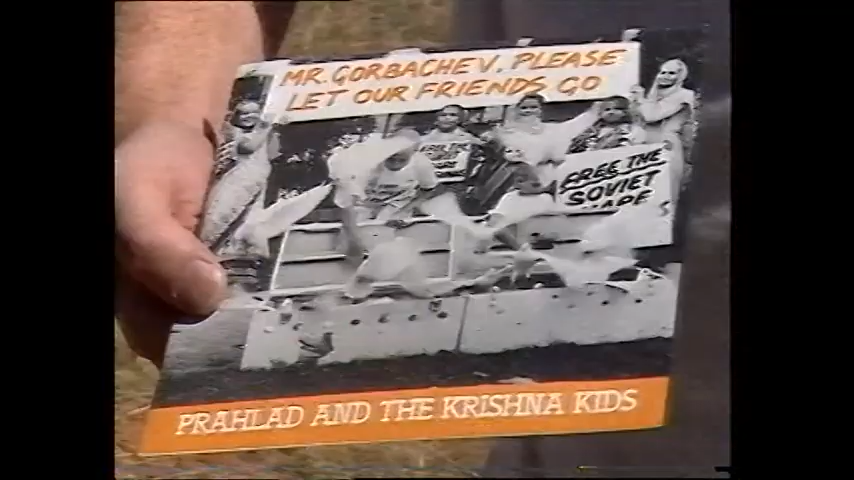 MR. GORBACHEV, PLEASE
LET OUR FRIENDS GO
FREE THE
SOVIET
PRAHLAD AND THE KRISHNA KIDS